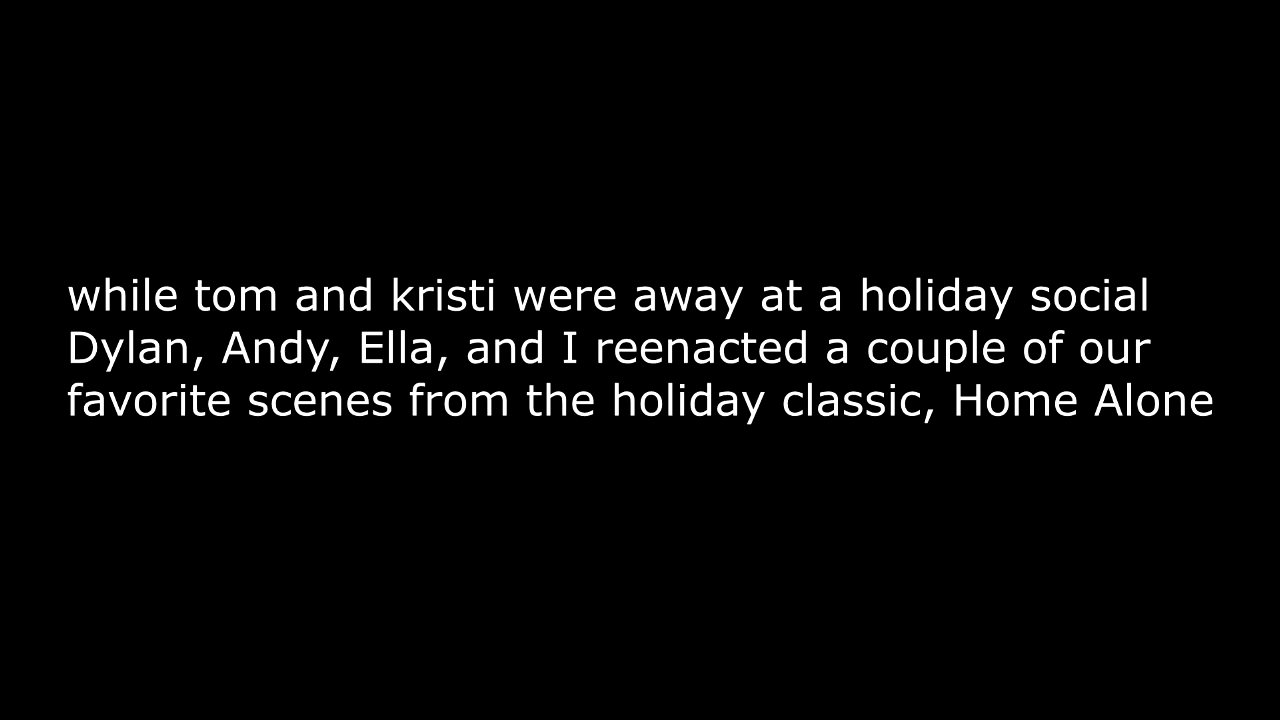 while tom and kristi were away at a holiday social
Dylan, Andy, Ella, and I reenacted a couple of our
favorite scenes from the holiday classic, Home Alone